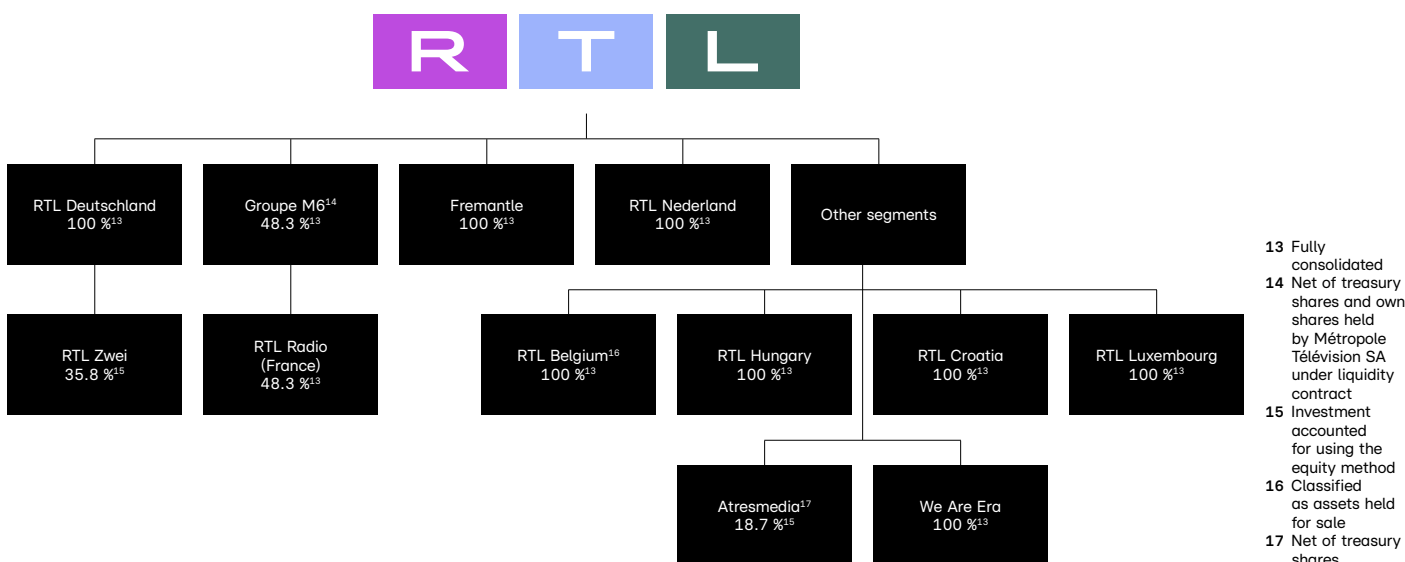 R T L
RTL Deutschland
100 %¹³
Groupe M6¹⁴
48.3 %¹³
Fremantle
100 %¹³
RTL Nederland
100 %¹³
Other segments
RTL Zwei
35.8 %¹⁵
RTL Radio
(France)
48.3 %¹³
RTL Belgium¹⁶
100 %¹³
RTL Hungary
100 %¹³
RTL Croatia
100 %¹³
RTL Luxembourg
100 %¹³
Atresmedia¹⁷
18.7 %¹⁵
We Are Era
100 %¹³
13 Fully
consolidated
14 Net of treasury
shares and own
shares held
by Métropole
Télévision SA
under liquidity
contract
15 Investment
accounted
for using the
equity method
16 Classified
as assets held
for sale
17 Net of treasury
shares